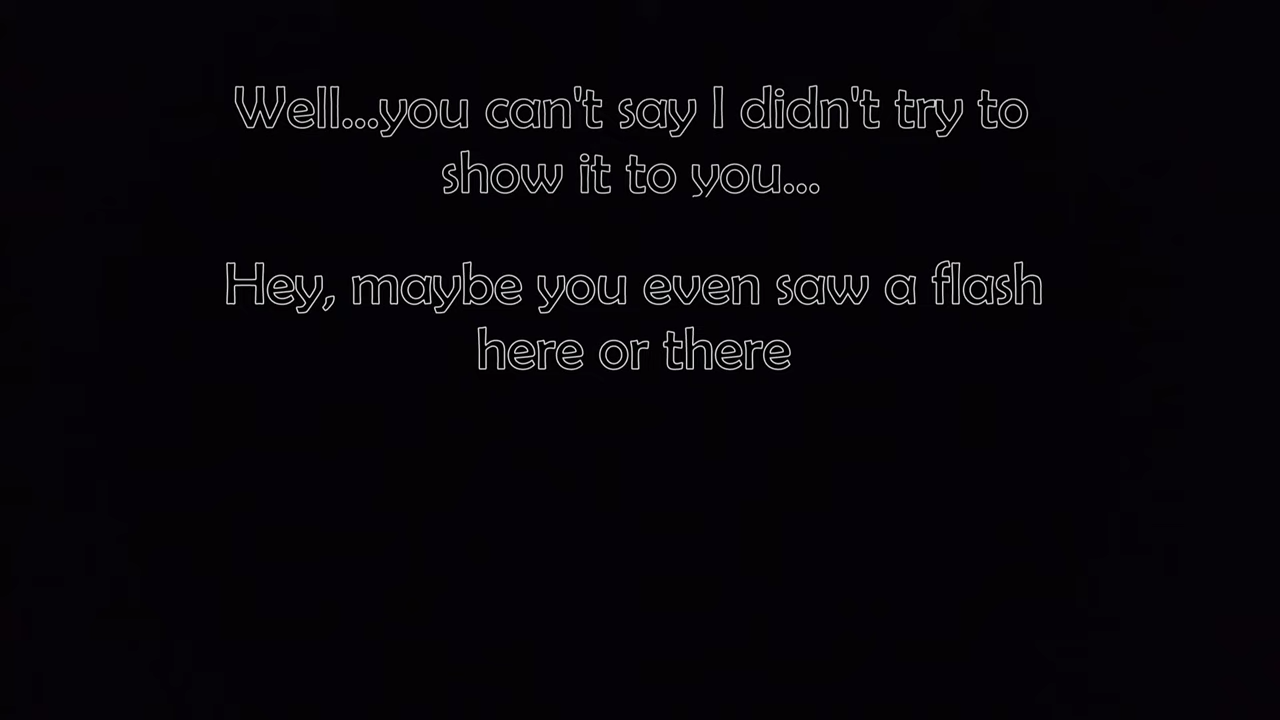 Well...you can't say I didn't try to
show it to you...
Hey, maybe you even saw a flash
here or there